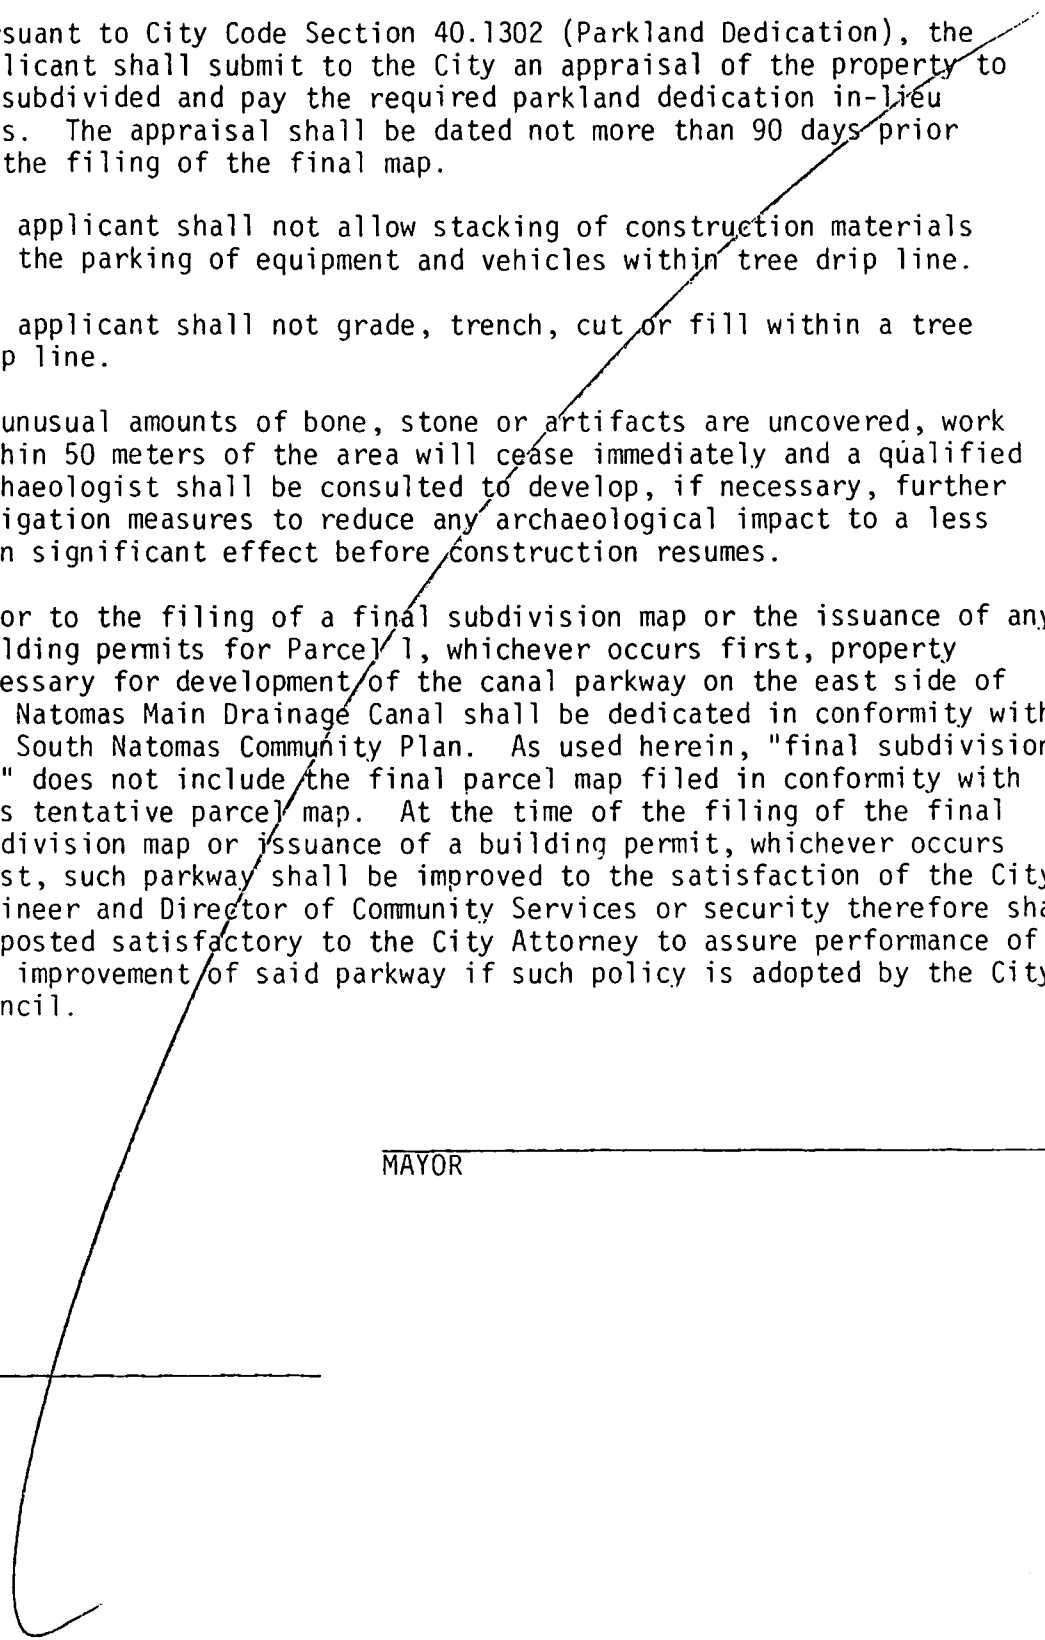 suant to City Code Section 40.1302 (Parkland Dedication), the
licant shall submit to the City an appraisal of the property to
subdivided and pay the required parkland dedication in-lieu
s. The appraisal shall be dated not more than 90 days prior
the filing of the final map.
applicant shall not allow stacking of construction materials
the parking of equipment and vehicles within tree drip line.
applicant shall not grade, trench, cut or fill within a tree
p line.
unusual amounts of bone, stone or artifacts are uncovered, work
hin 50 meters of the area will cease immediately and a qualified
haeologist shall be consulted to develop, if necessary, further
igation measures to reduce any archaeological impact to a less
n significant effect before construction resumes.
or to the filing of a final subdivision map or the issuance of any
lding permits for Parcel 1, whichever occurs first, property
essary for development of the canal parkway on the east side of
Natomas Main Drainage Canal shall be dedicated in conformity with
South Natomas Community Plan. As used herein, "final subdivision
" does not include the final parcel map filed in conformity with
s tentative parcel map. At the time of the filing of the final
division map or issuance of a building permit, whichever occurs
st, such parkway shall be improved to the satisfaction of the City
ineer and Director of Community Services or security therefore sha
posted satisfactory to the City Attorney to assure performance of
improvement of said parkway if such policy is adopted by the City
ncil.
MAYOR